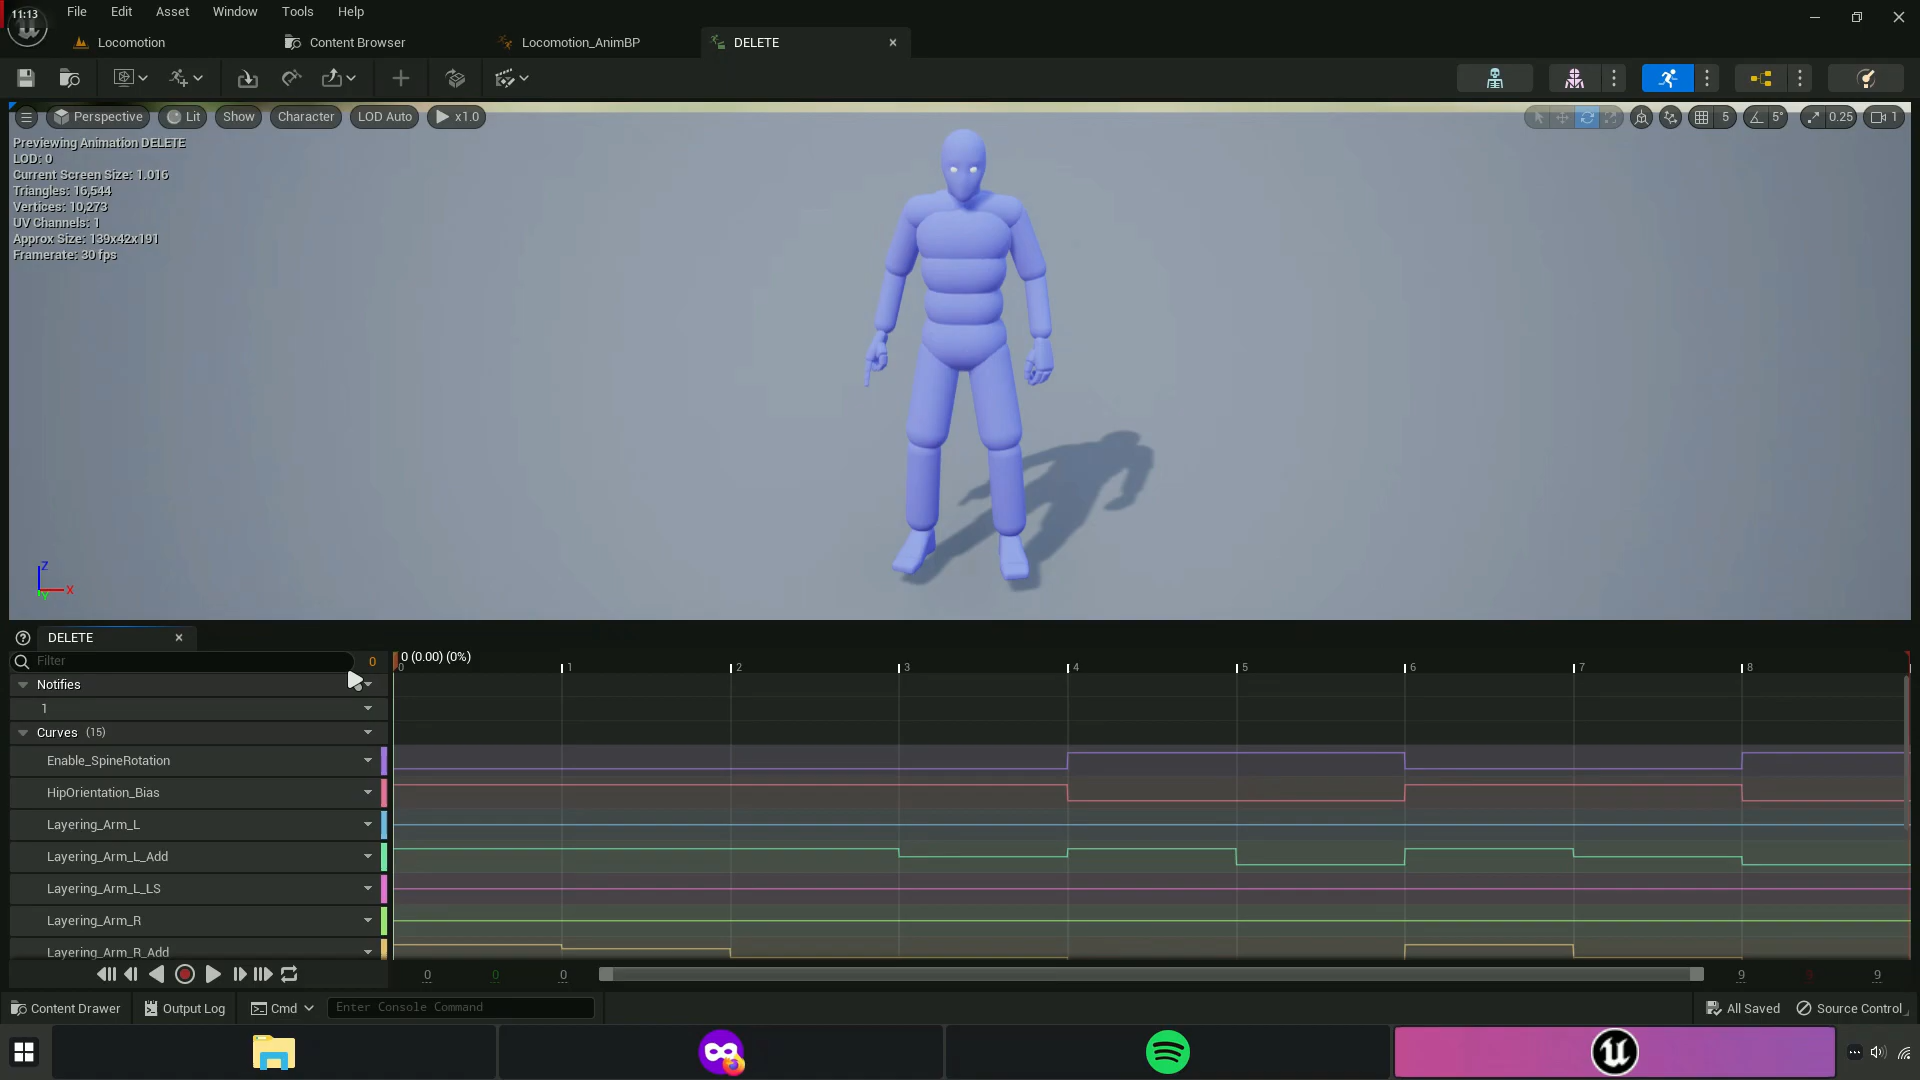 11:13
File Edit Asset Window Tools Help
Locomotion Content Browser Locomotion_AnimBP DELETE
Perspective Lit Show Character LOD Auto x1.0 5 5° 0.25 1
Previewing Animation DELETE
LOD: 0
Current Screen Size: 1.016
Triangles: 16,544
Vertices: 10,273
UV Channels: 1
Approx Size: 139x42x191
Framerate: 30 fps
Z
X
Y
DELETE
Filter 0 0 (0.00) (0%)
0 1 2 3 4 5 6 7 8
Notifies
1
Curves (15)
Enable_SpineRotation
HipOrientation_Bias
Layering_Arm_L
Layering_Arm_L_Add
Layering_Arm_L_LS
Layering_Arm_R
Layering_Arm_R_Add
0 0 0 9 9 9
Content Drawer Output Log Cmd Enter Console Command All Saved Source Control